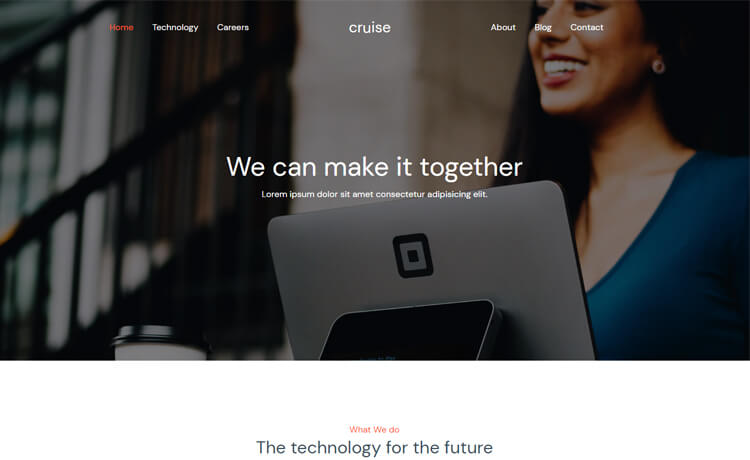 Home Technology Careers cruise About Blog Contact
We can make it together
Lorem ipsum dolor sit amet consectetur adipisicing elit.
What We do
The technology for the future